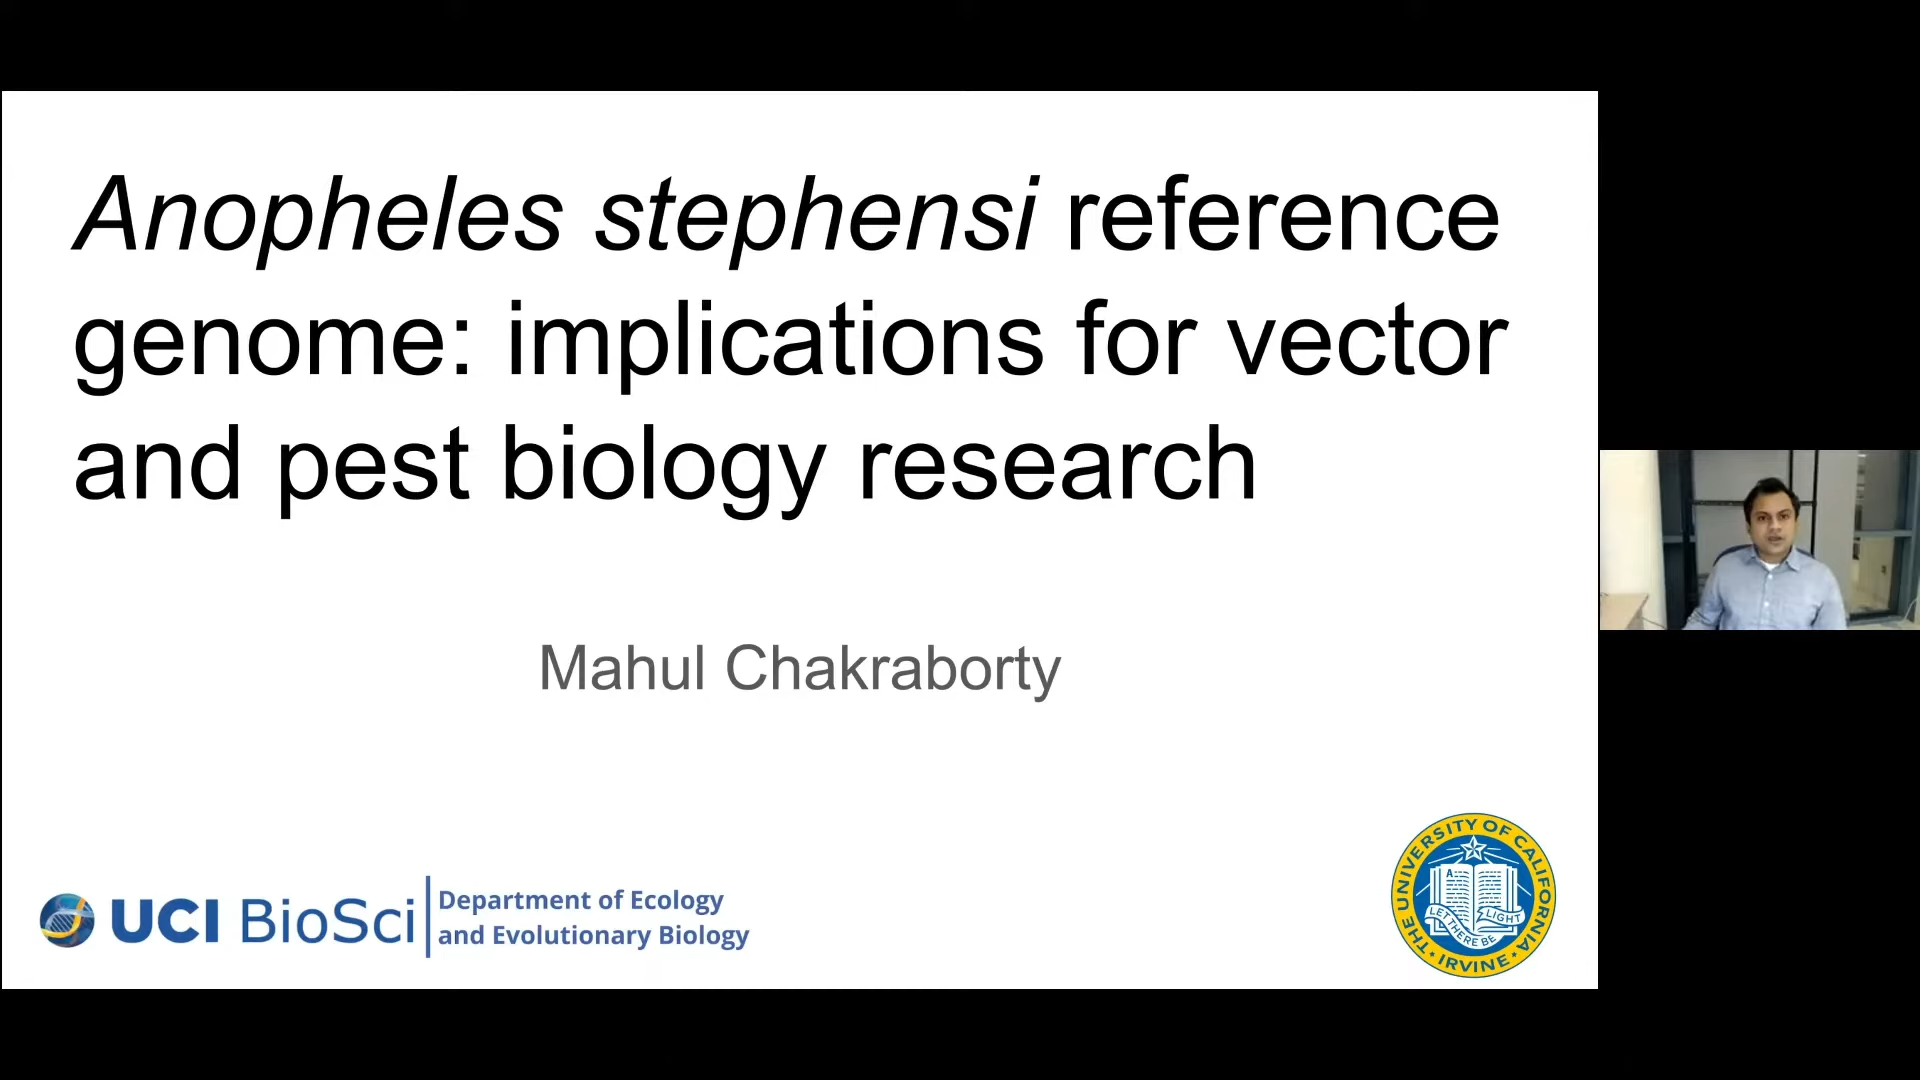 Anopheles stephensi reference
genome: implications for vector
and pest biology research
Mahul Chakraborty
UCI BioSci
Department of Ecology
and Evolutionary Biology
THE UNIVERSITY OF CALIFORNIA
A
LET THERE BE LIGHT
• IRVINE •